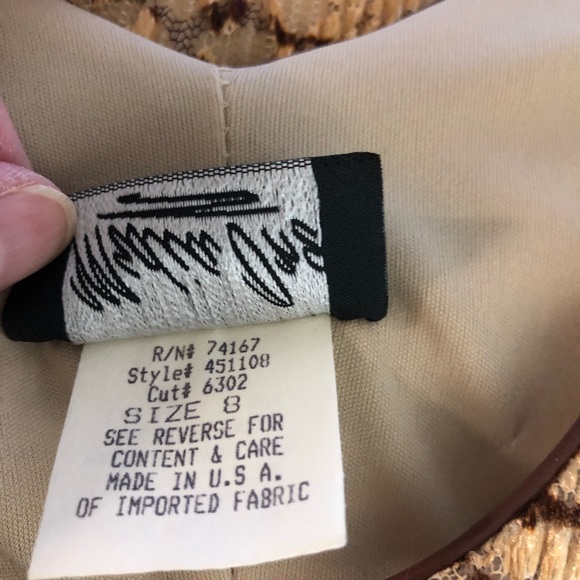 R/N# 74167
Style# 451108
Cut# 6302
SIZE 8
SEE REVERSE FOR
CONTENT & CARE
MADE IN U.S A.
OF IMPORTED FABRIC